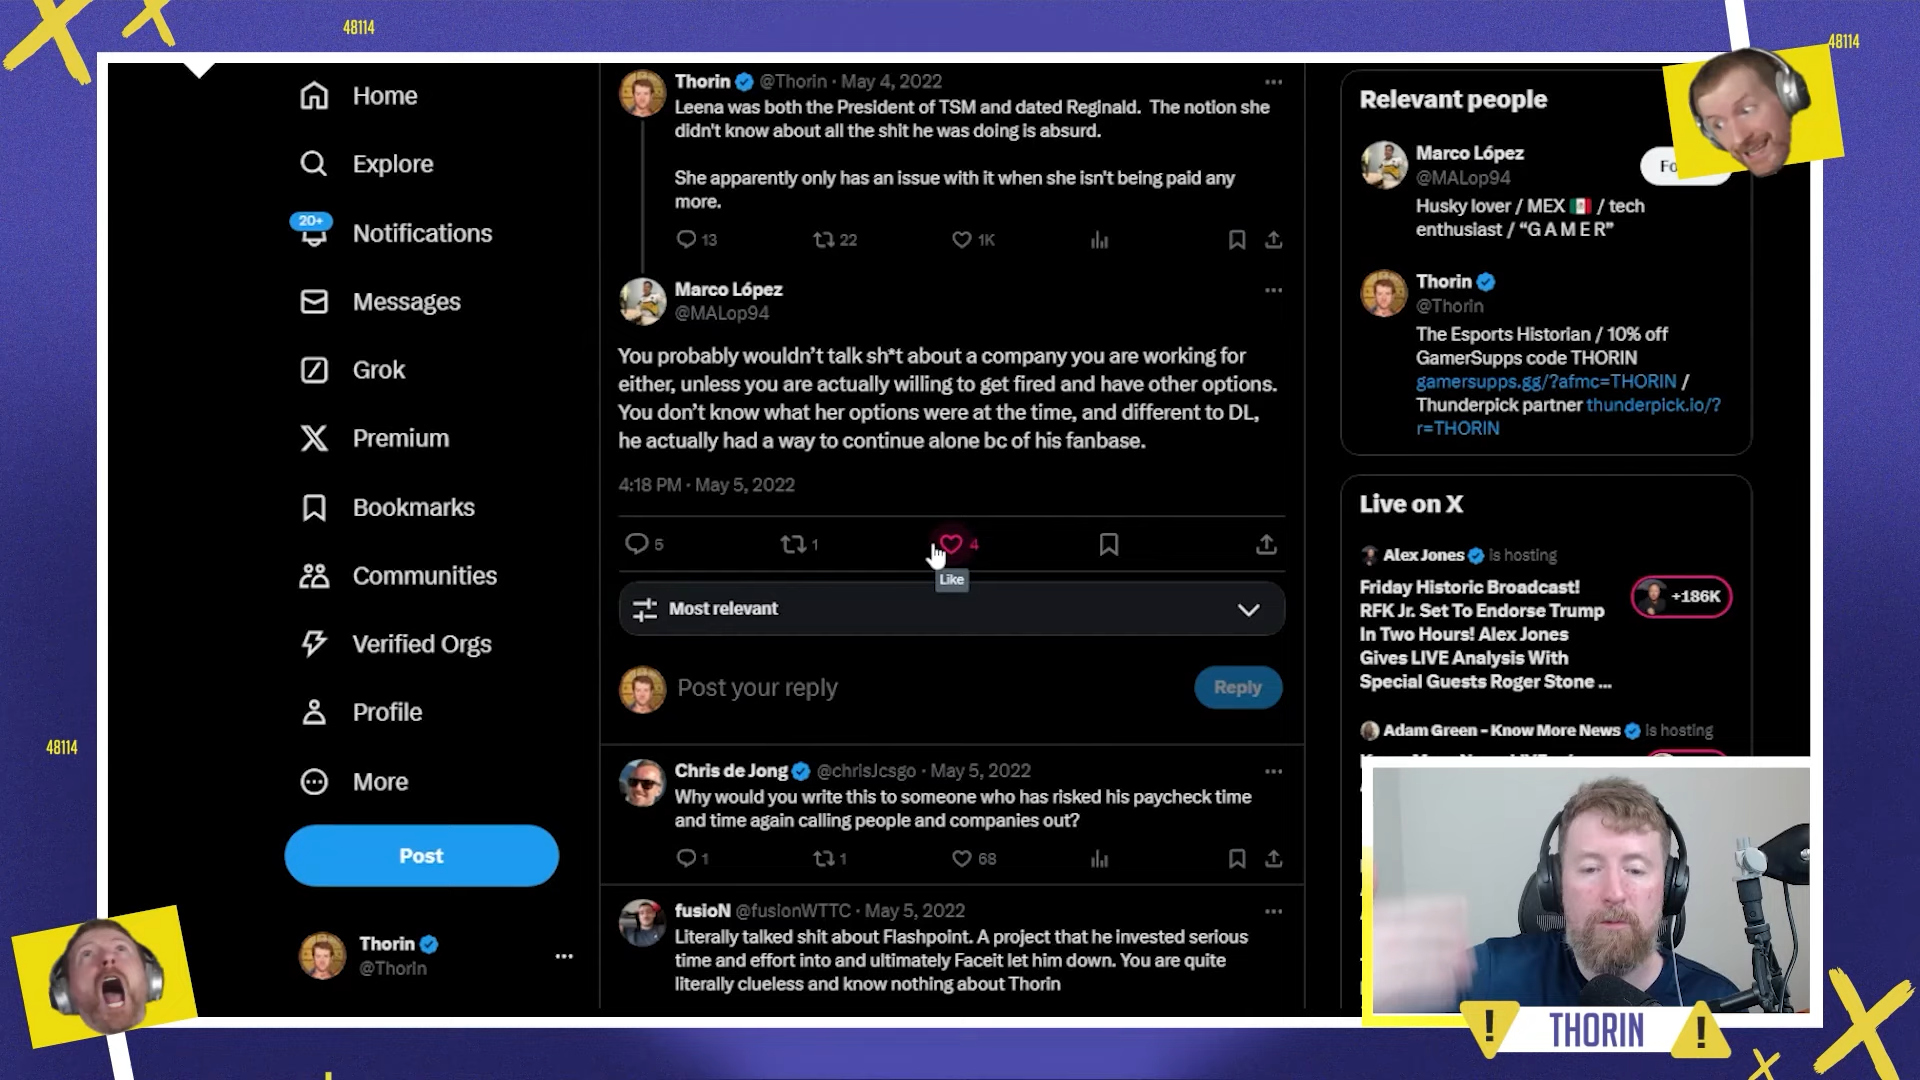 48114
48114
Home
Explore
20+
Notifications
Messages
Grok
Premium
Bookmarks
Communities
Verified Orgs
Profile
More
Post
Thorin
@Thorin
48114
Thorin @Thorin · May 4, 2022
Leena was both the President of TSM and dated Reginald. The notion she
didn't know about all the shit he was doing is absurd.
She apparently only has an issue with it when she isn't being paid any
more.
13 22 1K
Marco López
@MALop94
You probably wouldn't talk sh*t about a company you are working for
either, unless you are actually willing to get fired and have other options.
You don't know what her options were at the time, and different to DL,
he actually had a way to continue alone bc of his fanbase.
4:18 PM · May 5, 2022
5 1 4
Like
Most relevant
Post your reply
Reply
Chris de Jong @chrisJcsgo · May 5, 2022
Why would you write this to someone who has risked his paycheck time
and time again calling people and companies out?
1 1 68
fusioN @fusionWTTC · May 5, 2022
Literally talked shit about Flashpoint. A project that he invested serious
time and effort into and ultimately Faceit let him down. You are quite
literally clueless and know nothing about Thorin
Relevant people
Marco López
@MALop94
Husky lover / MEX 🇲🇽 / tech
enthusiast / “G A M E R”
Thorin
@Thorin
The Esports Historian / 10% off
GamerSupps code THORIN
gamersupps.gg/?afmc=THORIN /
Thunderpick partner thunderpick.io/?
r=THORIN
Live on X
Alex Jones is hosting
Friday Historic Broadcast!
RFK Jr. Set To Endorse Trump
In Two Hours! Alex Jones
Gives LIVE Analysis With
Special Guests Roger Stone ...
+186K
Adam Green - Know More News is hosting
THORIN